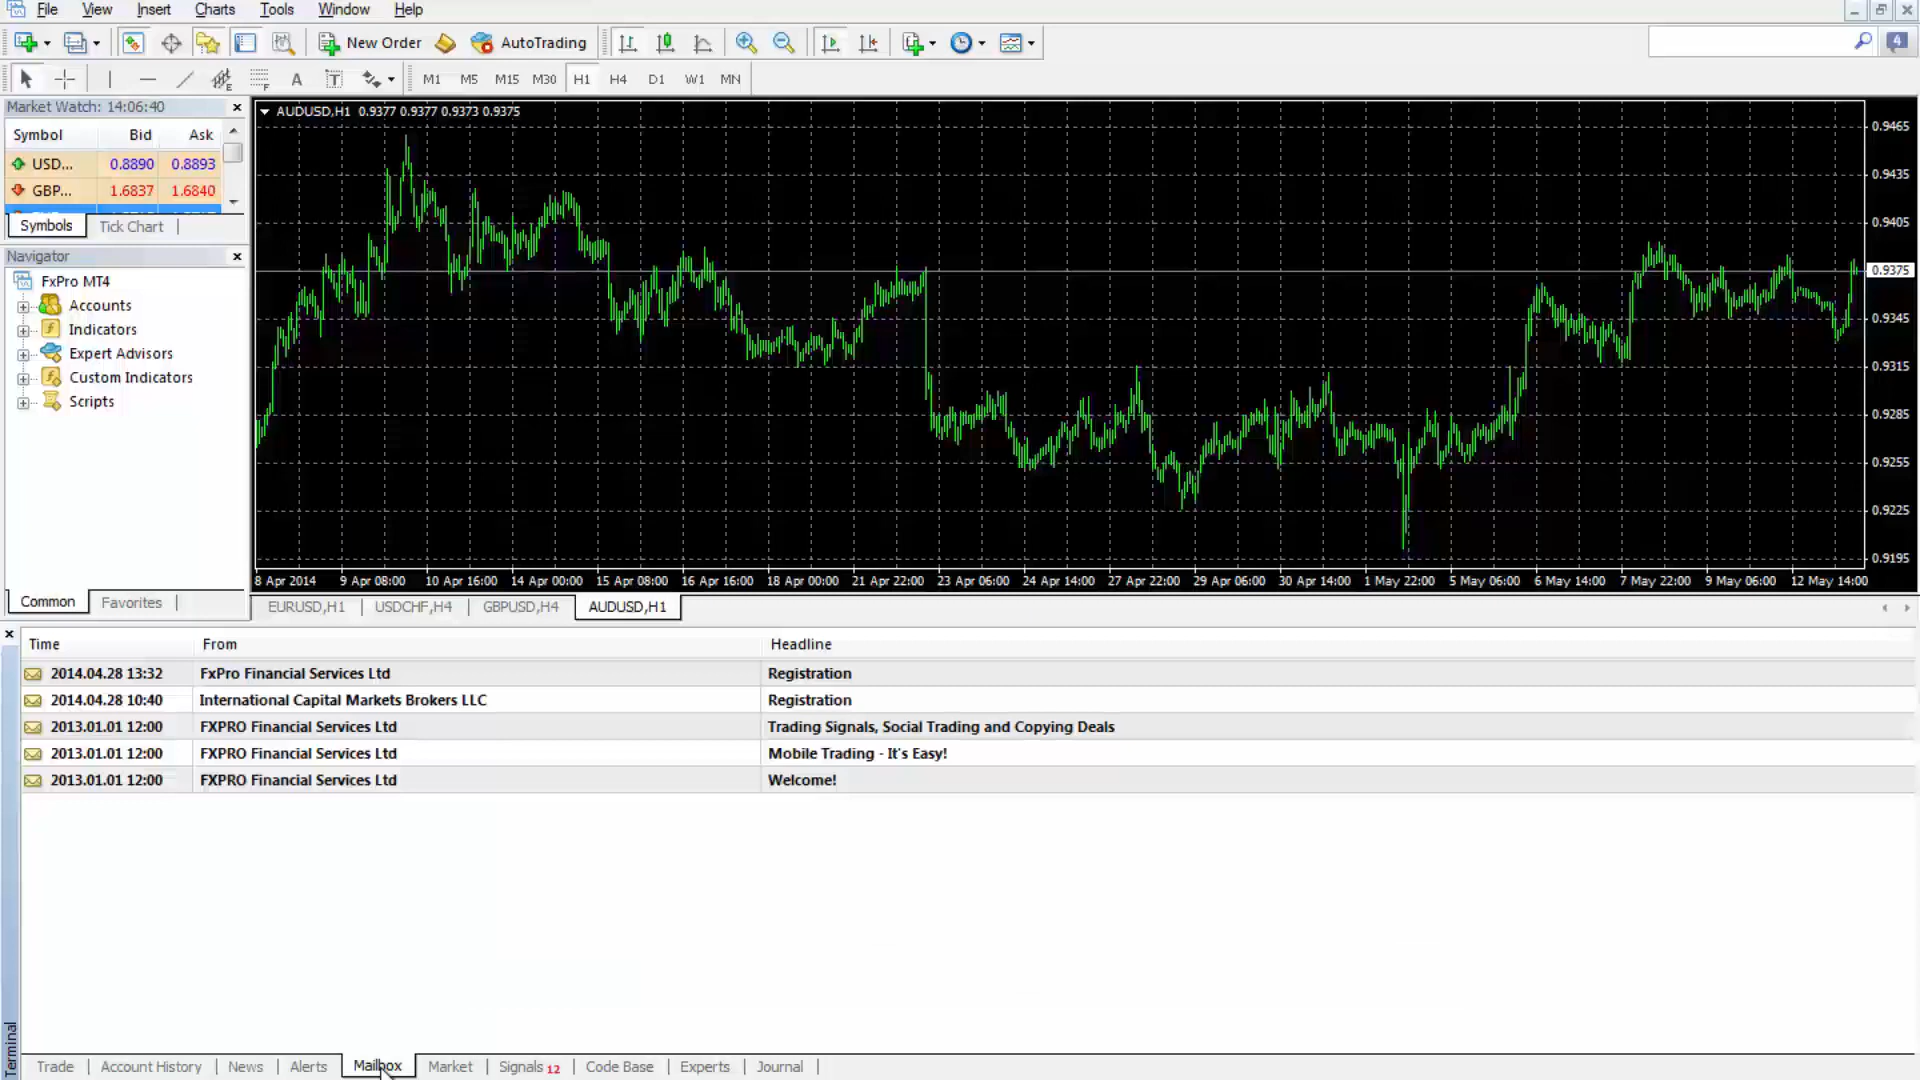 File View Insert Charts Tools Window Help
New Order AutoTrading 4
A T M1 M5 M15 M30 H1 H4 D1 W1 MN
Market Watch: 14:06:40
Symbol Bid Ask
USD... 0.8890 0.8893
GBP... 1.6837 1.6840
Symbols Tick Chart
Navigator
FxPro MT4
Accounts
Indicators
Expert Advisors
Custom Indicators
Scripts
Common Favorites
AUDUSD,H1 0.9377 0.9377 0.9373 0.9375
0.9465
0.9435
0.9405
0.9375
0.9345
0.9315
0.9285
0.9255
0.9225
0.9195
8 Apr 2014 9 Apr 08:00 10 Apr 16:00 14 Apr 00:00 15 Apr 08:00 16 Apr 16:00 18 Apr 00:00 21 Apr 22:00 23 Apr 06:00 24 Apr 14:00 27 Apr 22:00 29 Apr 06:00 30 Apr 14:00 1 May 22:00 5 May 06:00 6 May 14:00 7 May 22:00 9 May 06:00 12 May 14:00
EURUSD,H1 USDCHF,H4 GBPUSD,H4 AUDUSD,H1
Time From Headline
2014.04.28 13:32 FxPro Financial Services Ltd Registration
2014.04.28 10:40 International Capital Markets Brokers LLC Registration
2013.01.01 12:00 FXPRO Financial Services Ltd Trading Signals, Social Trading and Copying Deals
2013.01.01 12:00 FXPRO Financial Services Ltd Mobile Trading - It's Easy!
2013.01.01 12:00 FXPRO Financial Services Ltd Welcome!
Terminal
Trade Account History News Alerts Mailbox Market Signals 12 Code Base Experts Journal